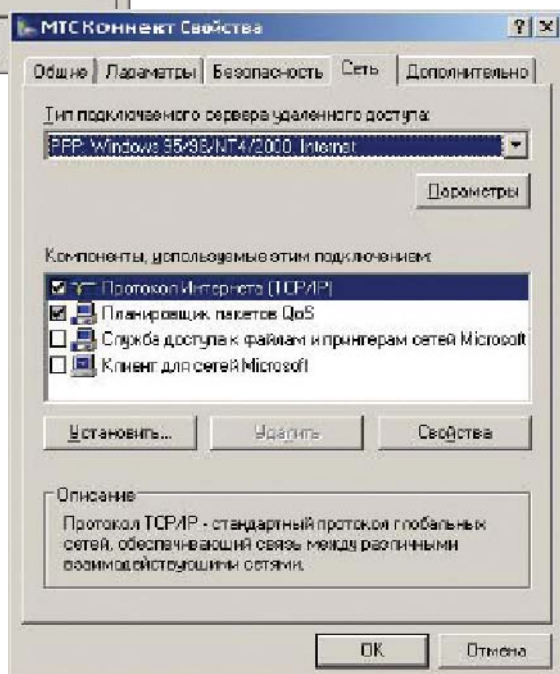 МТС Коннект Свойства
Общие
Параметры
Безопасность
Сеть
Дополнительно
Тип подключаемого сервера удаленного доступа:
PPP: Windows 95/98/NT4/2000, Internet
Параметры
Компоненты, используемые этим подключением:
Протокол Интернета (TCP/IP)
Планировщик пакетов QoS
Служба доступа к файлам и принтерам сетей Microsoft
Клиент для сетей Microsoft
Установить...
Удалить
Свойства
Описание
Протокол TCP/IP - стандартный протокол глобальных
сетей, обеспечивающий связь между различными
взаимодействующими сетями.
OK
Отмена